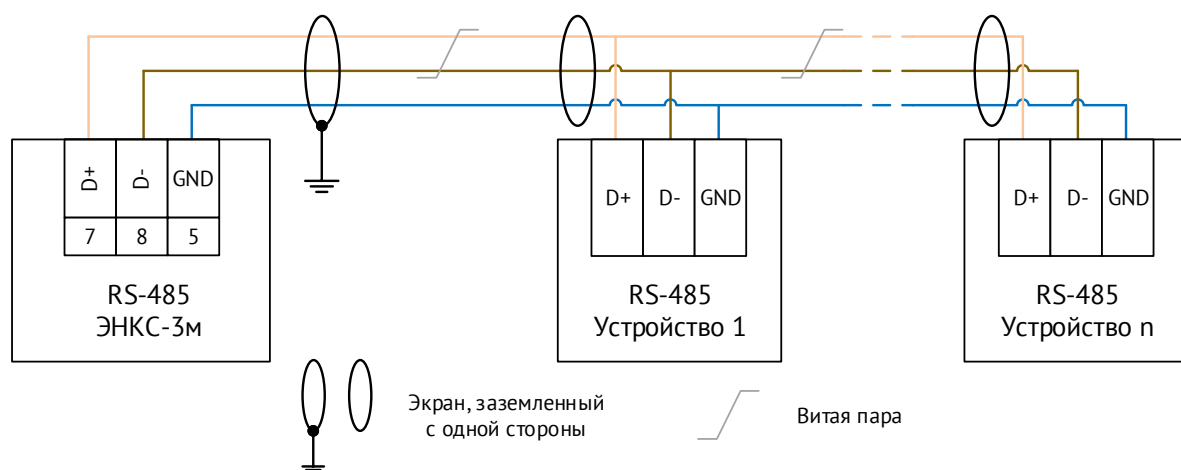 D+ D- GND
7 8 5
RS-485
ЭНКС-3м
D+ D- GND
RS-485
Устройство 1
D+ D- GND
RS-485
Устройство n
Экран, заземленный
с одной стороны
Витая пара